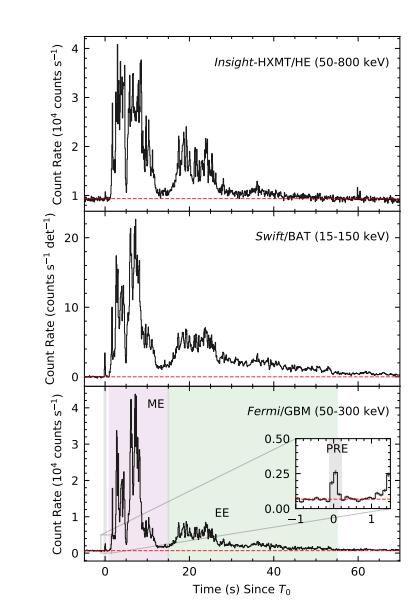 Insight-HXMT/HE (50-800 keV)
Count Rate (10⁴ counts s⁻¹)
4
3
2
1
Swift/BAT (15-150 keV)
Count Rate (counts s⁻¹ det⁻¹)
20
10
0
ME
Fermi/GBM (50-300 keV)
Count Rate (10⁴ counts s⁻¹)
4
3
2
1
0
0.50
0.25
0.00
PRE
−1
0
1
EE
0
20
40
60
Time (s) Since T₀